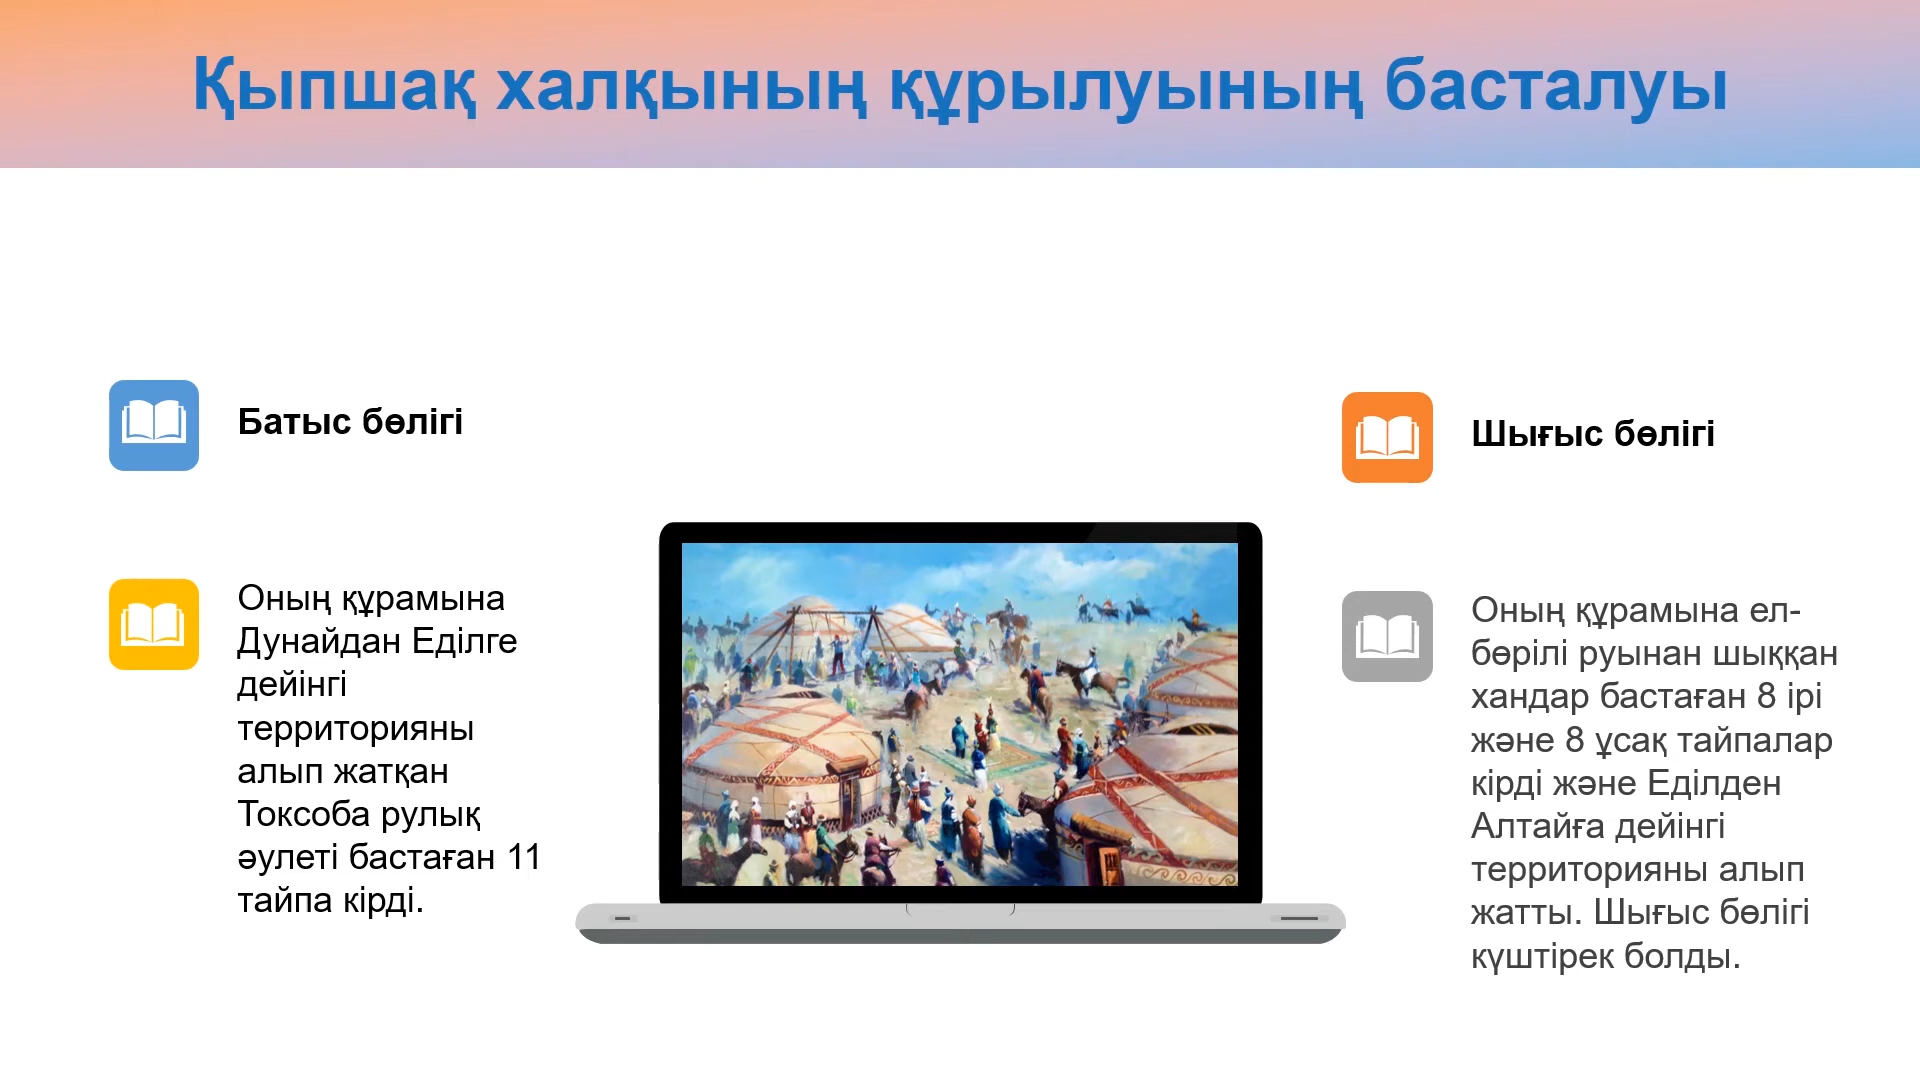 Қыпшақ халқының құрылуының басталуы
Батыс бөлігі
Оның құрамына
Дунайдан Еділге
дейінгі
территорияны
алып жатқан
Токсоба рулық
әулеті бастаған 11
тайпа кірді.
Шығыс бөлігі
Оның құрамына ел-
бөрілі руынан шыққан
хандар бастаған 8 ірі
және 8 ұсақ тайпалар
кірді және Еділден
Алтайға дейінгі
территорияны алып
жатты. Шығыс бөлігі
күштірек болды.